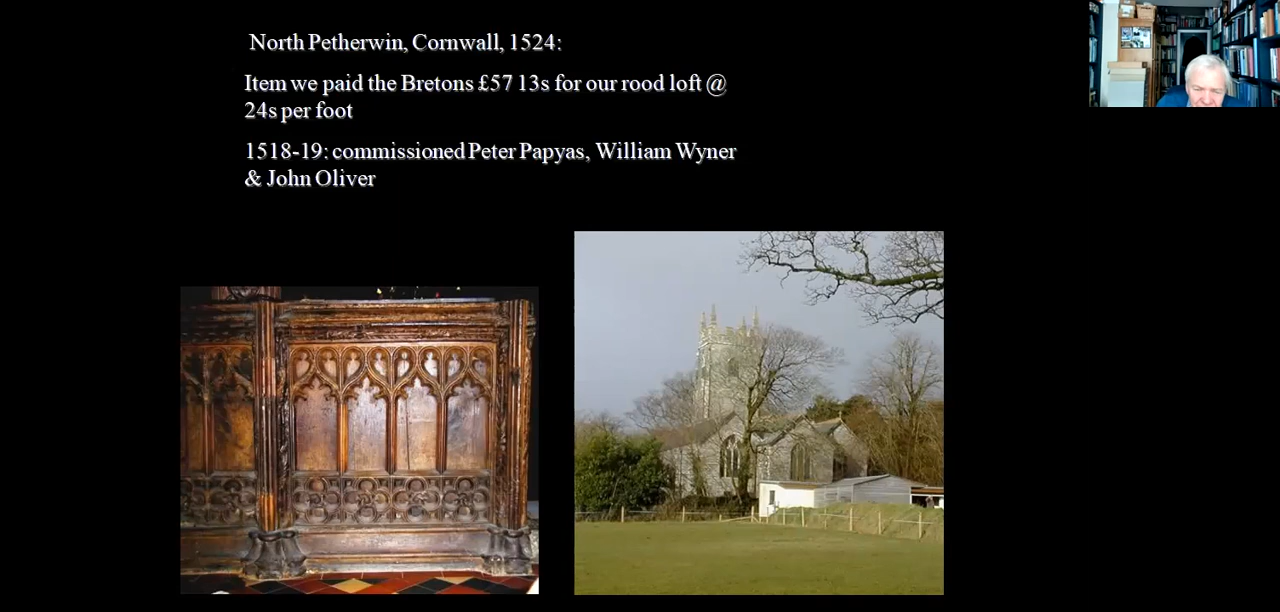 North Petherwin, Cornwall, 1524:
Item we paid the Bretons £57 13s for our rood loft @
24s per foot
1518-19: commissioned Peter Papyas, William Wyner
& John Oliver